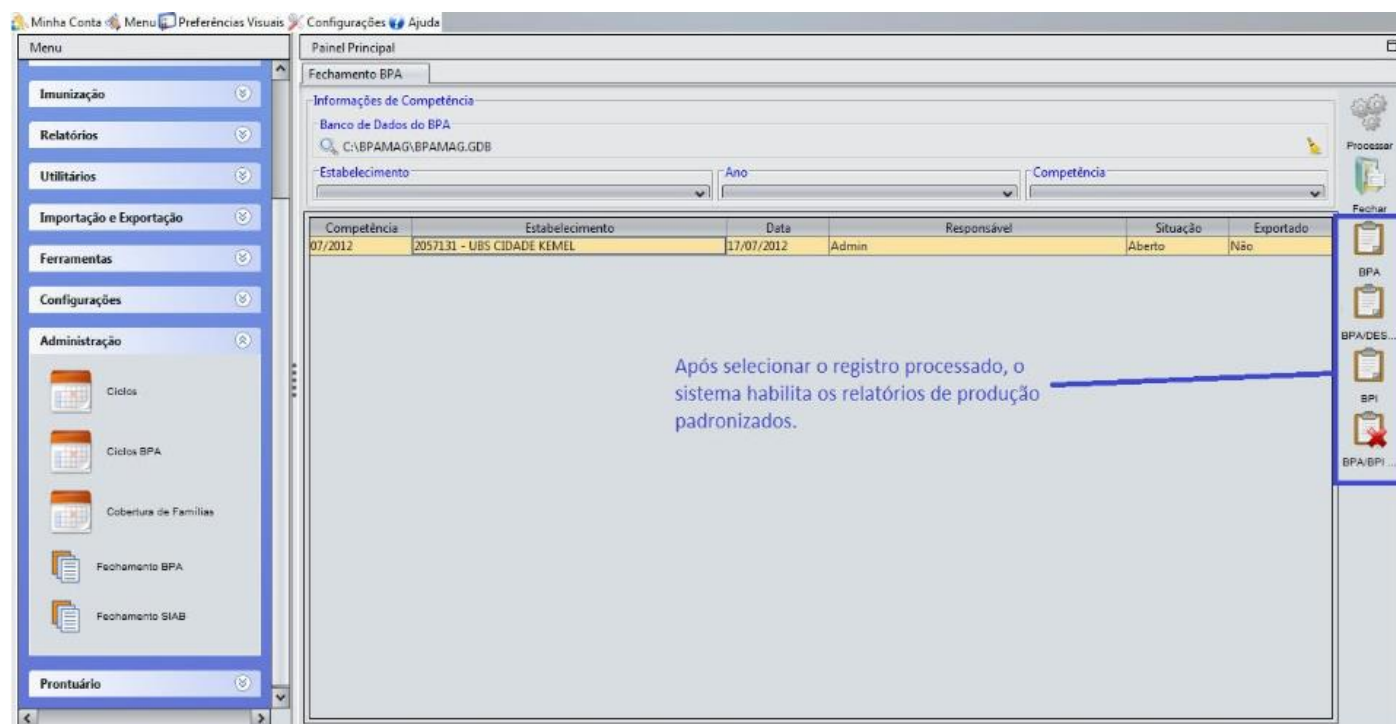 Minha Conta Menu Preferências Visuais Configurações Ajuda
Menu
Imunização
Relatórios
Utilitários
Importação e Exportação
Ferramentas
Configurações
Administração
Ciclos
Ciclos BPA
Cobertura de Famílias
Fechamento BPA
Fechamento SIAB
Prontuário
Painel Principal
Fechamento BPA
Informações de Competência
Banco de Dados do BPA
C:\BPAMAG\BPAMAG.GDB
Estabelecimento Ano Competência
Competência Estabelecimento Data Responsável Situação Exportado
07/2012 2057131 - UBS CIDADE KEMEL 17/07/2012 Admin Aberto Não
Após selecionar o registro processado, o
sistema habilita os relatórios de produção
padronizados.
Processar
Fechar
BPA
BPA/DES...
BPI
BPA/BPI ...